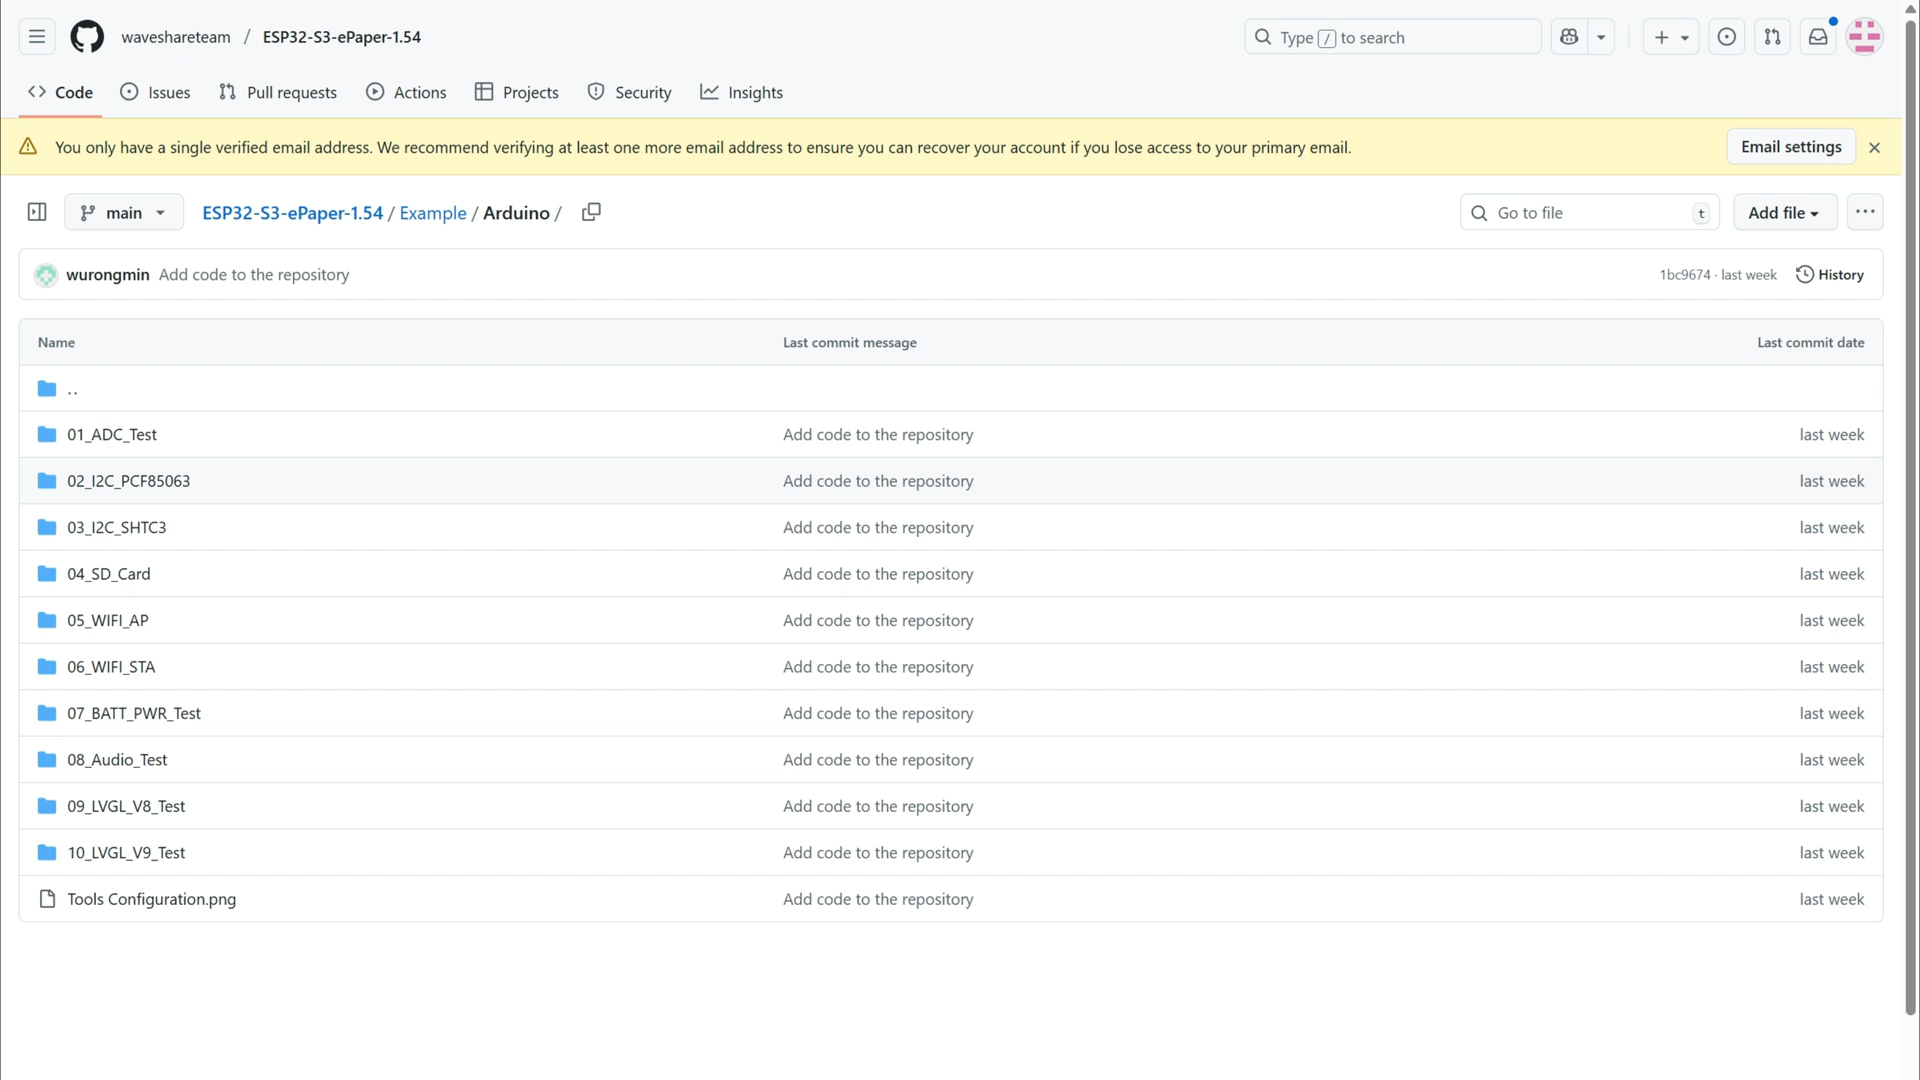 waveshareteam / ESP32-S3-ePaper-1.54
Type / to search
Code Issues Pull requests Actions Projects Security Insights
You only have a single verified email address. We recommend verifying at least one more email address to ensure you can recover your account if you lose access to your primary email.
Email settings
main
ESP32-S3-ePaper-1.54 / Example / Arduino /
Go to file t
Add file
wurongmin Add code to the repository
1bc9674 · last week History
Name Last commit message Last commit date
..
01_ADC_Test Add code to the repository last week
02_I2C_PCF85063 Add code to the repository last week
03_I2C_SHTC3 Add code to the repository last week
04_SD_Card Add code to the repository last week
05_WIFI_AP Add code to the repository last week
06_WIFI_STA Add code to the repository last week
07_BATT_PWR_Test Add code to the repository last week
08_Audio_Test Add code to the repository last week
09_LVGL_V8_Test Add code to the repository last week
10_LVGL_V9_Test Add code to the repository last week
Tools Configuration.png Add code to the repository last week